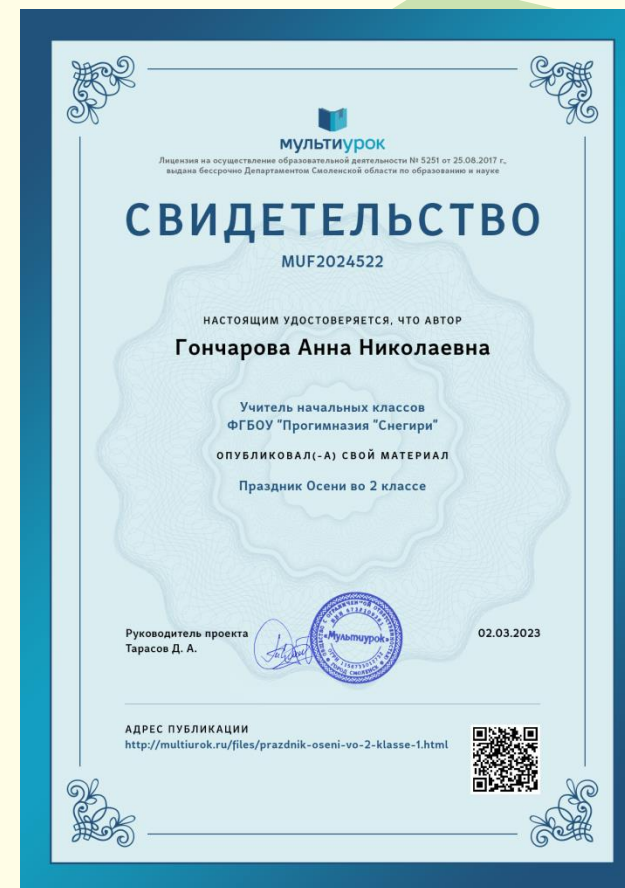 мультиурок
Лицензия на осуществление образовательной деятельности № 5251 от 25.08.2017 г.,
выдана бессрочно Департаментом Смоленской области по образованию и науке
СВИДЕТЕЛЬСТВО
MUF2024522
НАСТОЯЩИМ УДОСТОВЕРЯЕТСЯ, ЧТО АВТОР
Гончарова Анна Николаевна
Учитель начальных классов
ФГБОУ "Прогимназия "Снегири"
ОПУБЛИКОВАЛ(-А) СВОЙ МАТЕРИАЛ
Праздник Осени во 2 классе
Руководитель проекта
Тарасов Д. А.
«Мультиурок»
ГОРОД СМОЛЕНСК
02.03.2023
АДРЕС ПУБЛИКАЦИИ
http://multiurok.ru/files/prazdnik-oseni-vo-2-klasse-1.html